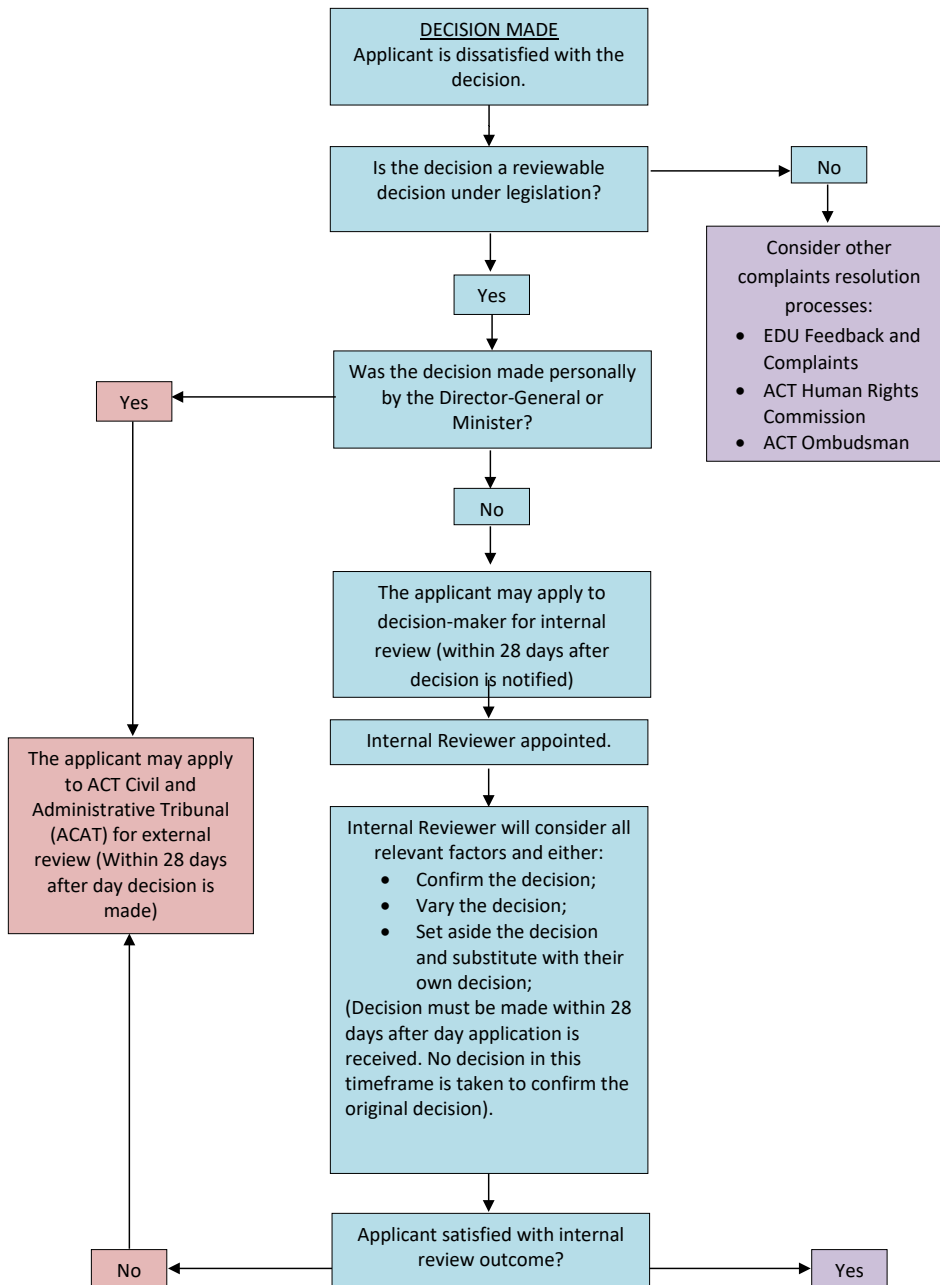 DECISION MADE
Applicant is dissatisfied with the
decision.
Is the decision a reviewable
decision under legislation?
No
Consider other
complaints resolution
processes:
• EDU Feedback and
Complaints
• ACT Human Rights
Commission
• ACT Ombudsman
Yes
Was the decision made personally
by the Director-General or
Minister?
Yes
No
The applicant may apply to
decision-maker for internal
review (within 28 days after
decision is notified)
Internal Reviewer appointed.
The applicant may apply
to ACT Civil and
Administrative Tribunal
(ACAT) for external
review (Within 28 days
after day decision is
made)
Internal Reviewer will consider all
relevant factors and either:
• Confirm the decision;
• Vary the decision;
• Set aside the decision
and substitute with their
own decision;
(Decision must be made within 28
days after day application is
received. No decision in this
timeframe is taken to confirm the
original decision).
Applicant satisfied with internal
review outcome?
No
Yes